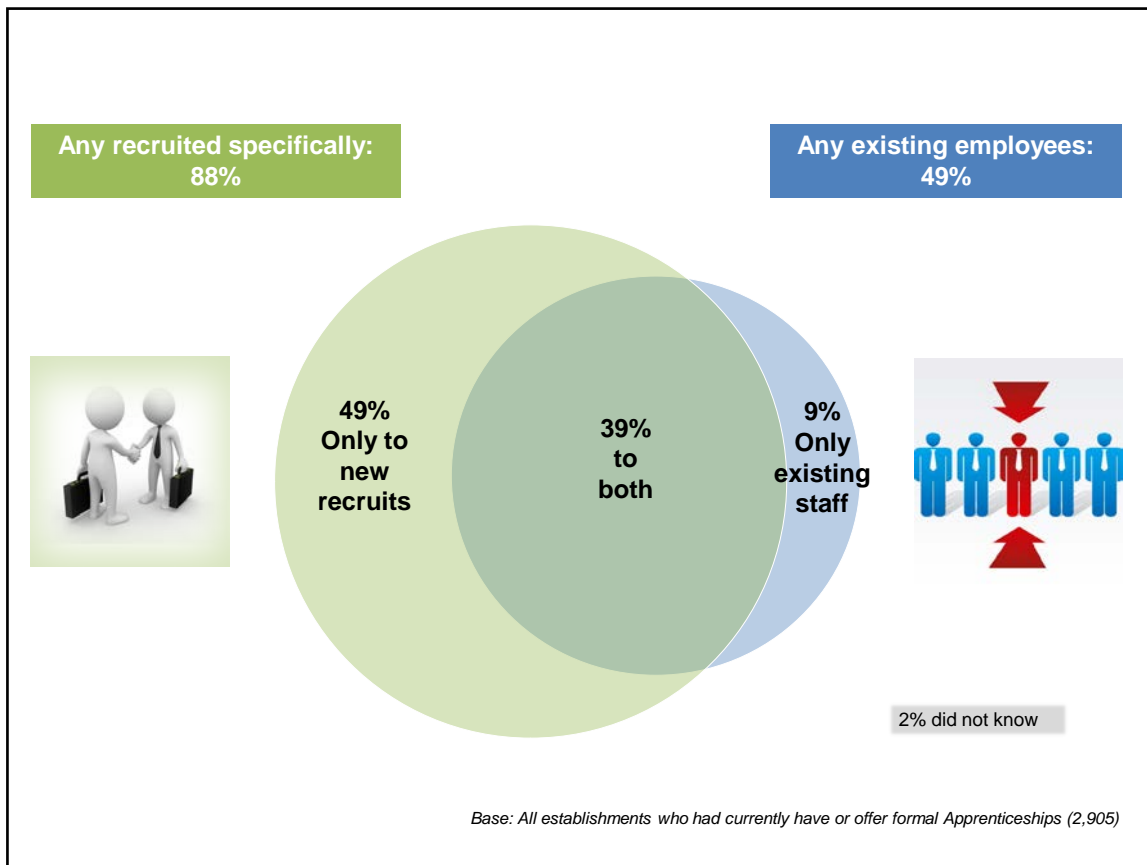 Any recruited specifically:
88%
Any existing employees:
49%
49%
Only to
new
recruits
39%
to
both
9%
Only
existing
staff
2% did not know
Base: All establishments who had currently have or offer formal Apprenticeships (2,905)